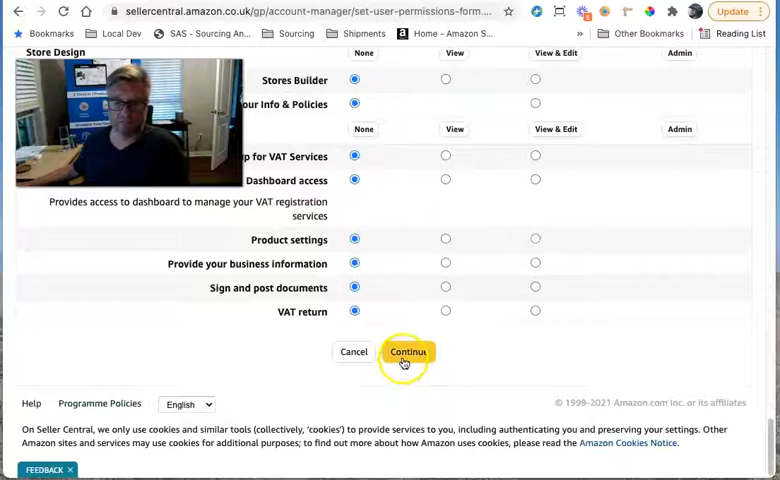 sellercentral.amazon.co.uk/gp/account-manager/set-user-permissions-form....
Update
Bookmarks
Local Dev
SAS - Sourcing An...
Sourcing
Shipments
Home - Amazon S...
»
Other Bookmarks
Reading List
Store Design
None
View
View & Edit
Admin
Stores Builder
our Info & Policies
None
View
View & Edit
Admin
up for VAT Services
Dashboard access
Provides access to dashboard to manage your VAT registration
services
Product settings
Provide your business information
Sign and post documents
VAT return
Cancel
Continue
Help
Programme Policies
English
© 1999-2021 Amazon.com Inc. or its affiliates
On Seller Central, we only use cookies and similar tools (collectively, 'cookies') to provide services to you, including authenticating you and preserving your settings. Other
Amazon sites and services may use cookies for additional purposes; to find out more about how Amazon uses cookies, please read the Amazon Cookies Notice.
FEEDBACK ×